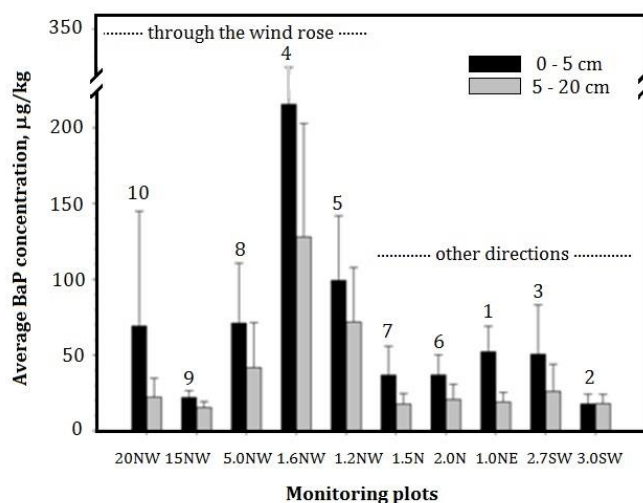 350
through the wind rose
4
0 - 5 cm
5 - 20 cm
200
10
150
5
8
other directions
100
3
1
7
6
50
9
2
0
20NW 15NW 5.0NW 1.6NW 1.2NW 1.5N 2.0N 1.0NE 2.7SW 3.0SW
Monitoring plots
Average BaP concentration, µg/kg